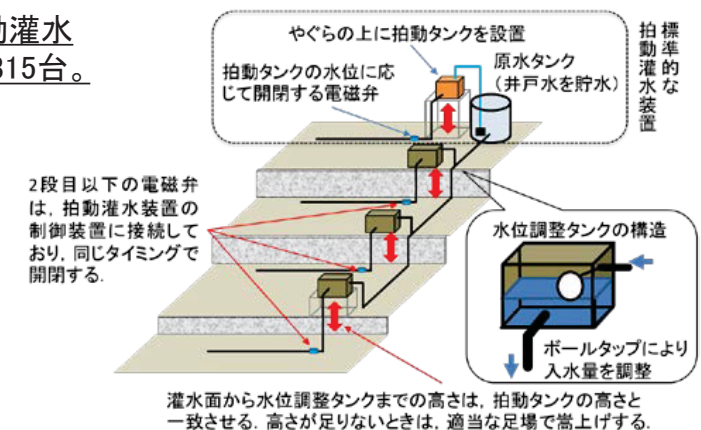 動灌水
315台。
やぐらの上に拍動タンクを設置
標準的な
拍動灌水装置
拍動タンクの水位に応
じて開閉する電磁弁
原水タンク
(井戸水を貯水)
2段目以下の電磁弁
は，拍動灌水装置の
制御装置に接続して
おり，同じタイミングで
開閉する.
水位調整タンクの構造
ボールタップにより
入水量を調整
灌水面から水位調整タンクまでの高さは，拍動タンクの高さと
一致させる．高さが足りないときは，適当な足場で嵩上げする.